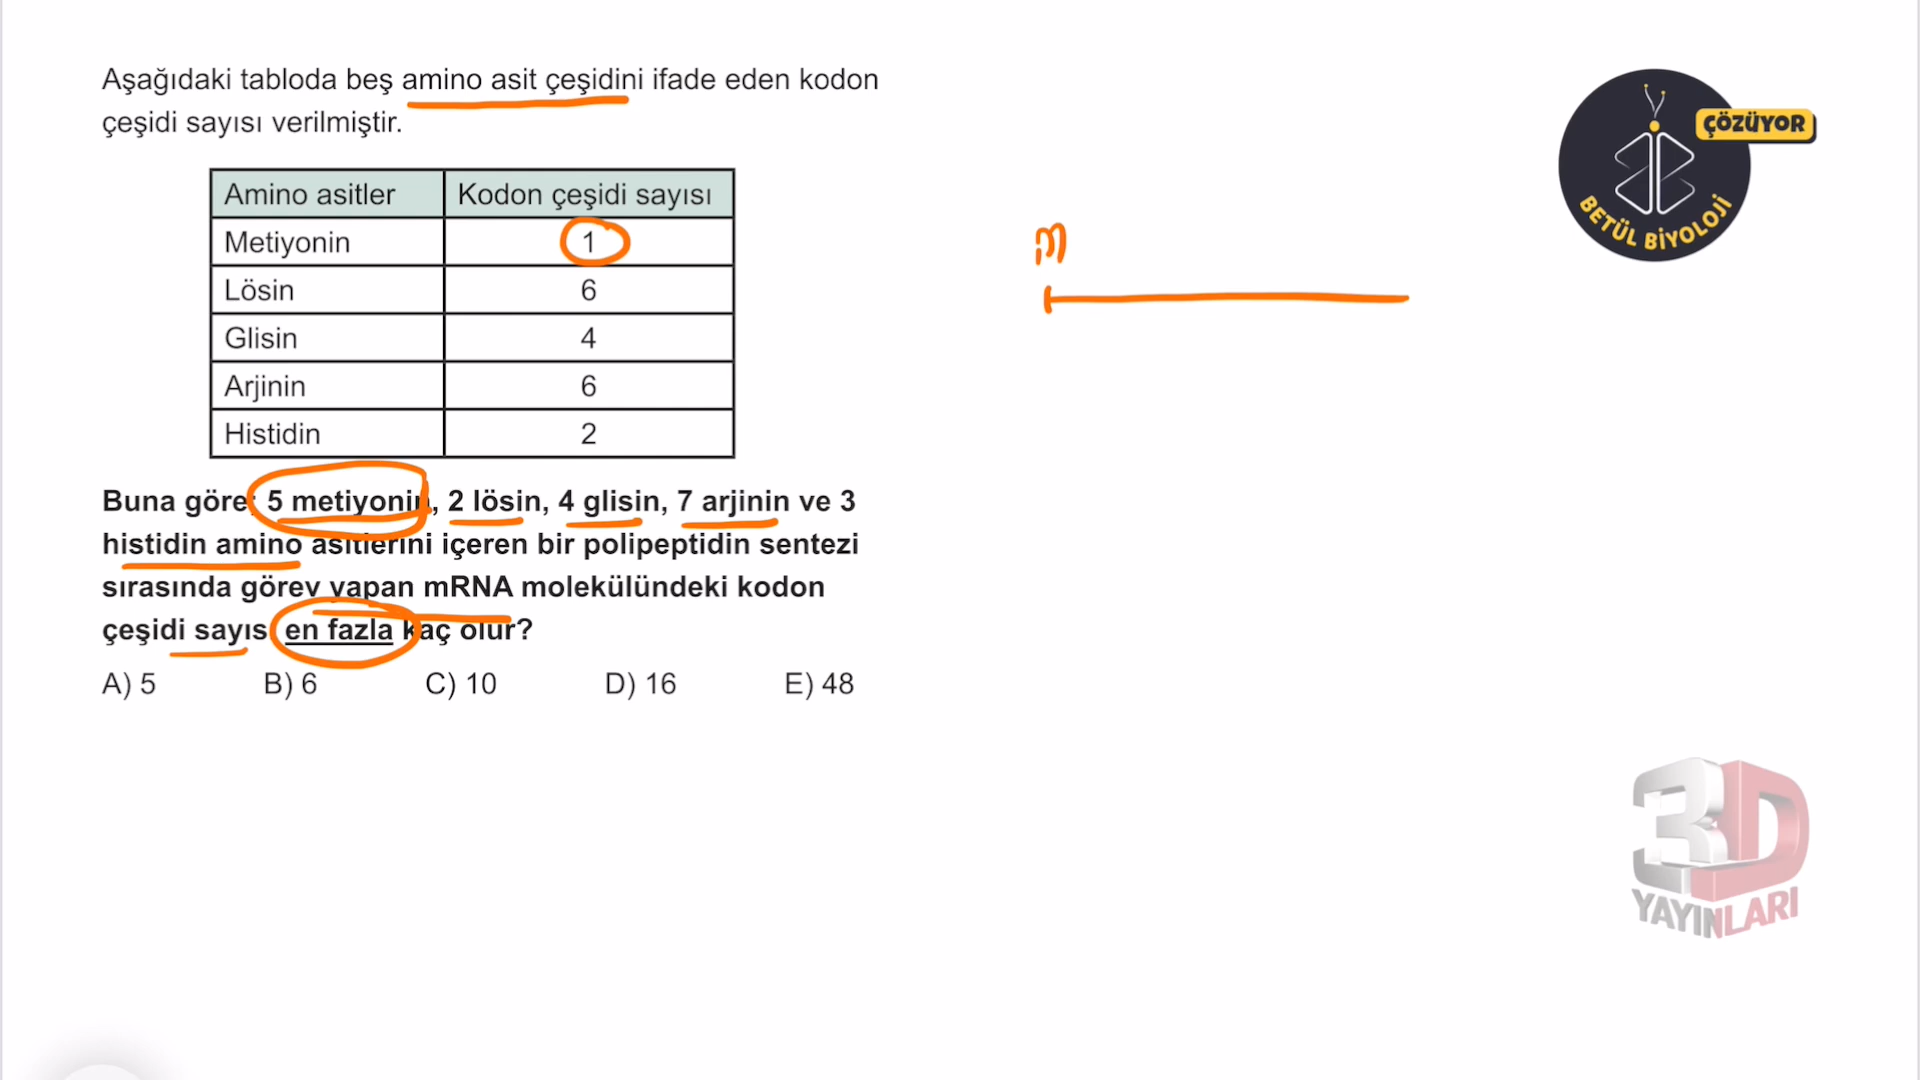 Aşağıdaki tabloda beş amino asit çeşidini ifade eden kodon
çeşidi sayısı verilmiştir.
Amino asitler Kodon çeşidi sayısı
Metiyonin 1
Lösin 6
Glisin 4
Arjinin 6
Histidin 2
Buna göre, 5 metiyonin, 2 lösin, 4 glisin, 7 arjinin ve 3
histidin amino asitlerini içeren bir polipeptidin sentezi
sırasında görev yapan mRNA molekülündeki kodon
çeşidi sayıs en fazla kaç olur?
A) 5 B) 6 C) 10 D) 16 E) 48
m
ÇÖZÜYOR
BETÜL BİYOLOJİ
3D
YAYINLARI